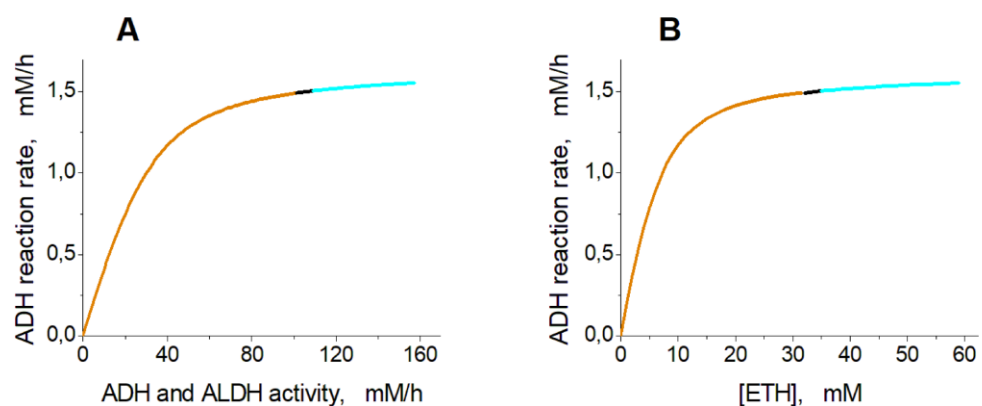 A
ADH reaction rate, mM/h
1,5
1,0
0,5
0,0
0 40 80 120 160
ADH and ALDH activity, mM/h
B
ADH reaction rate, mM/h
1,5
1,0
0,5
0,0
0 10 20 30 40 50 60
[ETH], mM